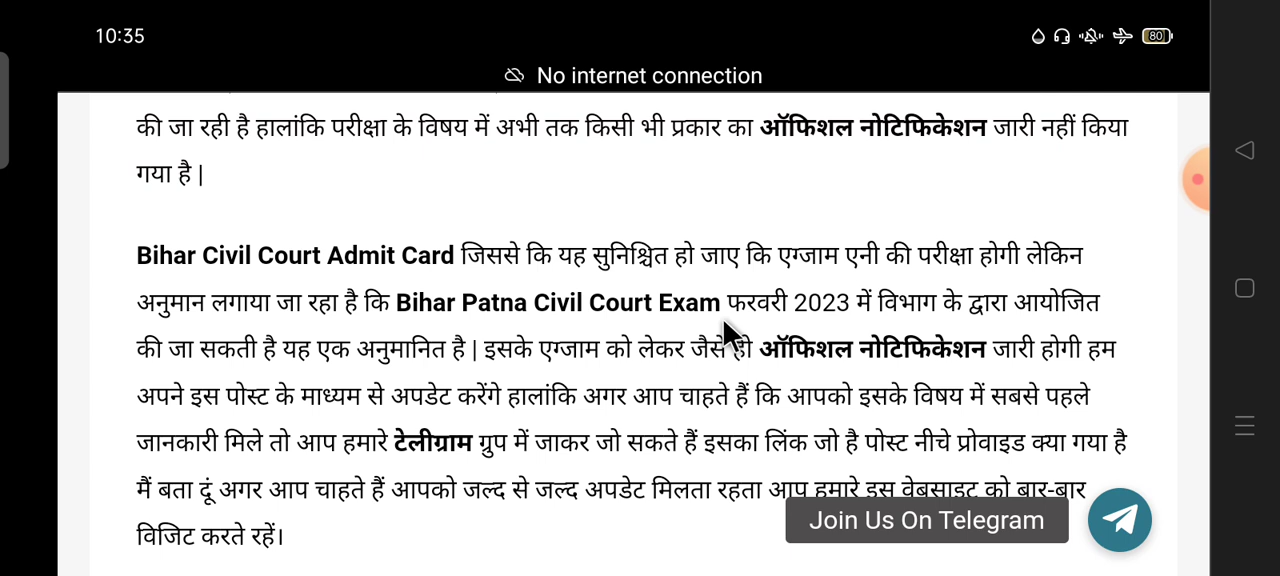 10:35
80
No internet connection
की जा रही है हालांकि परीक्षा के विषय में अभी तक किसी भी प्रकार का ऑफिशल नोटिफिकेशन जारी नहीं किया
गया है |
Bihar Civil Court Admit Card जिससे कि यह सुनिश्चित हो जाए कि एग्जाम एनी की परीक्षा होगी लेकिन
अनुमान लगाया जा रहा है कि Bihar Patna Civil Court Exam फरवरी 2023 में विभाग के द्वारा आयोजित
की जा सकती है यह एक अनुमानित है | इसके एग्जाम को लेकर जैसे ही ऑफिशल नोटिफिकेशन जारी होगी हम
अपने इस पोस्ट के माध्यम से अपडेट करेंगे हालांकि अगर आप चाहते हैं कि आपको इसके विषय में सबसे पहले
जानकारी मिले तो आप हमारे टेलीग्राम ग्रुप में जाकर जो सकते हैं इसका लिंक जो है पोस्ट नीचे प्रोवाइड क्या गया है
मैं बता दूं अगर आप चाहते हैं आपको जल्द से जल्द अपडेट मिलता रहता आप हमारे इस वेबसाइट को बार-बार
विजिट करते रहें।
Join Us On Telegram